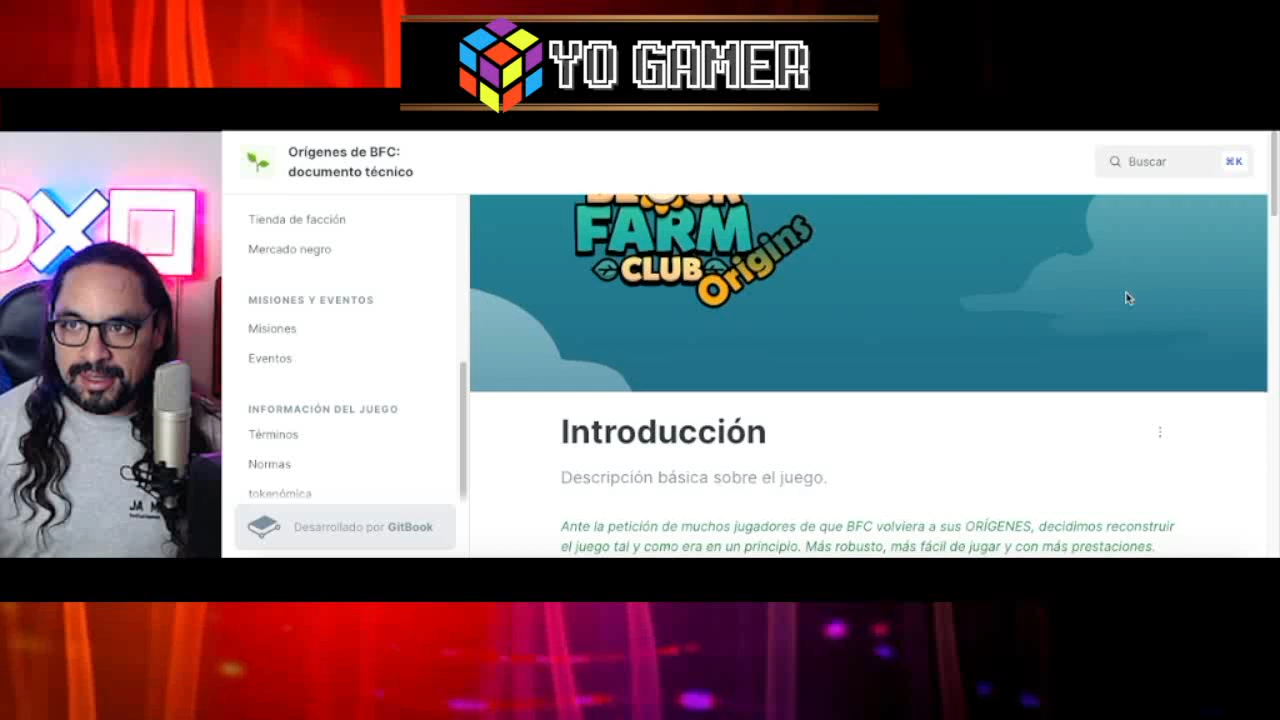 YO GAMER
Orígenes de BFC:
documento técnico
Buscar
⌘K
Tienda de facción
Mercado negro
MISIONES Y EVENTOS
Misiones
Eventos
INFORMACIÓN DEL JUEGO
Términos
Normas
tokenómica
Desarrollado por GitBook
BLOCK
FARM
CLUB
Origins
Introducción
Descripción básica sobre el juego.
Ante la petición de muchos jugadores de que BFC volviera a sus ORÍGENES, decidimos reconstruir
el juego tal y como era en un principio. Más robusto, más fácil de jugar y con más prestaciones.